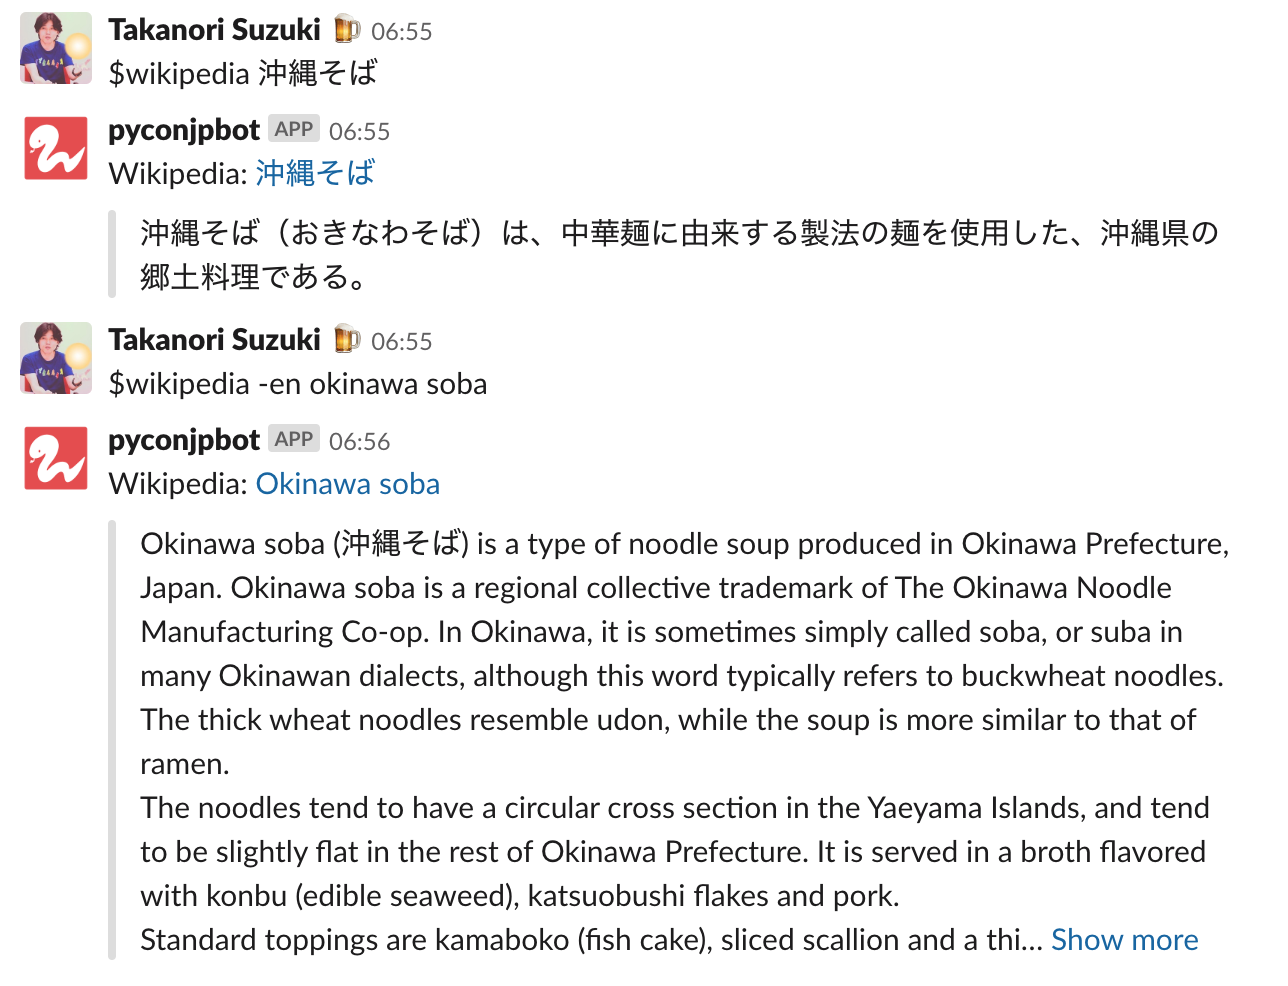 Takanori Suzuki 🍺 06:55
$wikipedia 沖縄そば
pyconjpbot APP 06:55
Wikipedia: 沖縄そば
沖縄そば（おきなわそば）は、中華麺に由来する製法の麺を使用した、沖縄県の
郷土料理である。
Takanori Suzuki 🍺 06:55
$wikipedia -en okinawa soba
pyconjpbot APP 06:56
Wikipedia: Okinawa soba
Okinawa soba (沖縄そば) is a type of noodle soup produced in Okinawa Prefecture,
Japan. Okinawa soba is a regional collective trademark of The Okinawa Noodle
Manufacturing Co-op. In Okinawa, it is sometimes simply called soba, or suba in
many Okinawan dialects, although this word typically refers to buckwheat noodles.
The thick wheat noodles resemble udon, while the soup is more similar to that of
ramen.
The noodles tend to have a circular cross section in the Yaeyama Islands, and tend
to be slightly flat in the rest of Okinawa Prefecture. It is served in a broth flavored
with konbu (edible seaweed), katsuobushi flakes and pork.
Standard toppings are kamaboko (fish cake), sliced scallion and a thi... Show more